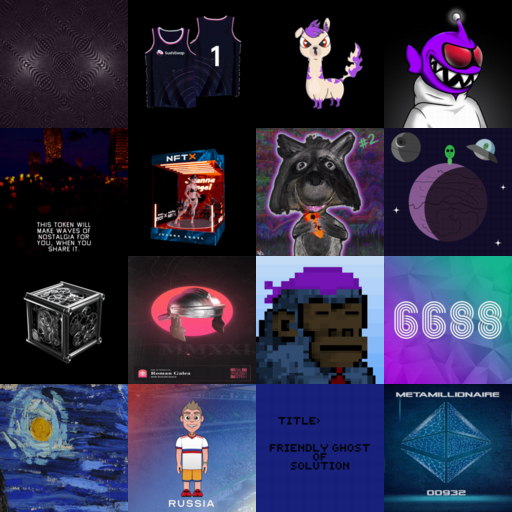 SushiSwap
1
THIS TOKEN WILL
MAKE WAVES OF
NOSTALGIA FOR
YOU, WHEN YOU
SHARE IT.
NFTX
#2
Roman Galea
6688
RUSSIA
TITLE>
FRIENDLY GHOST
OF
SOLUTION
METAMILLIONAIRE
00932